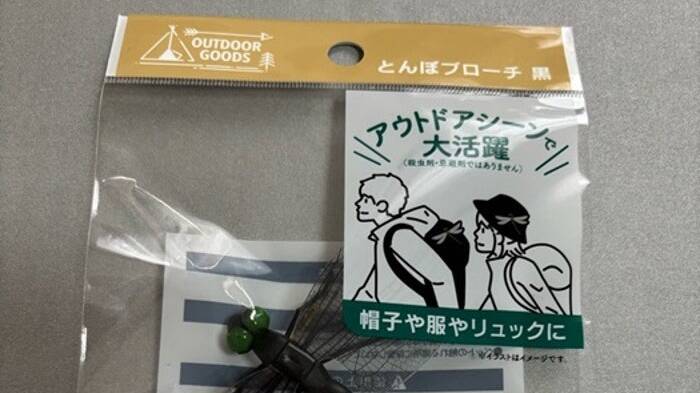 OUTDOOR
GOODS
とんぼブローチ 黒
アウトドアシーンで
大活躍
(殺虫剤・忌避剤ではありません)
帽子や服やリュックに
※イラストはイメージです。